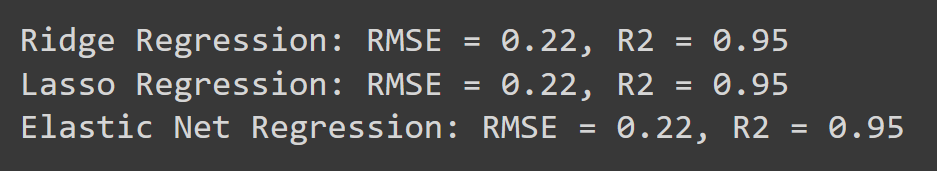 Ridge Regression: RMSE = 0.22, R2 = 0.95
Lasso Regression: RMSE = 0.22, R2 = 0.95
Elastic Net Regression: RMSE = 0.22, R2 = 0.95